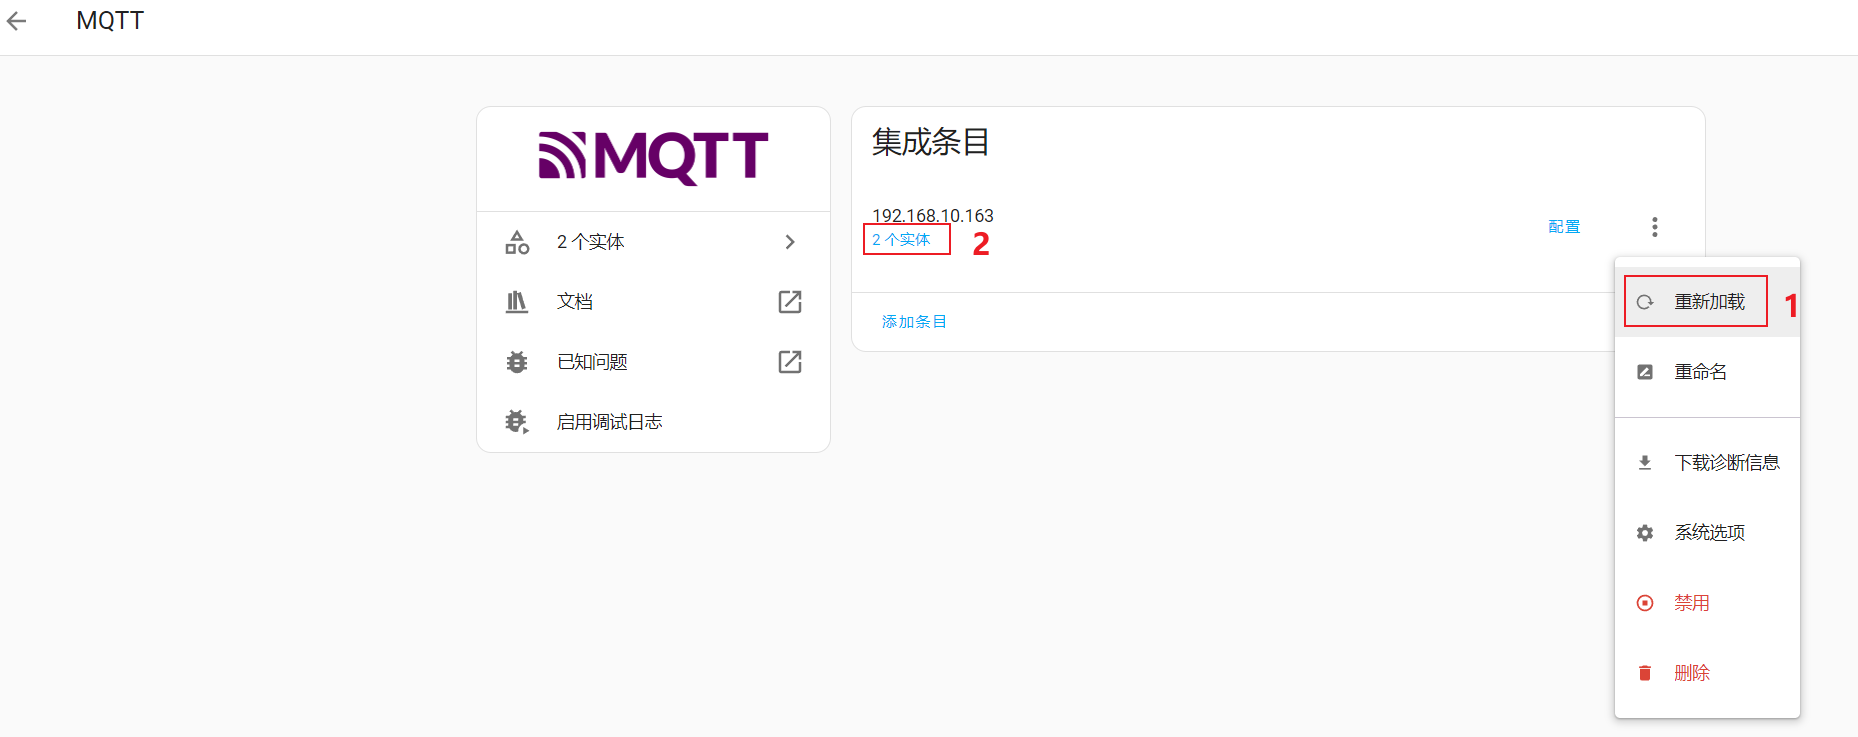 MQTT
MQTT
2 个实体
文档
已知问题
启用调试日志
集成条目
192.168.10.163
2 个实体
2
配置
添加条目
重新加载
1
重命名
下载诊断信息
系统选项
禁用
删除